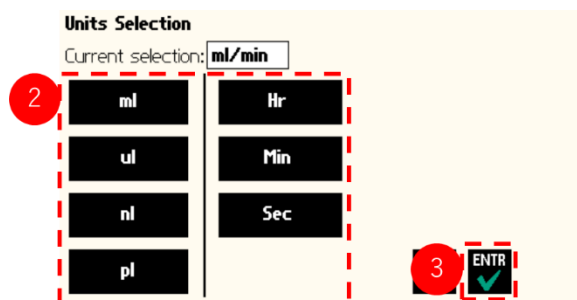 Units Selection
Current selection: ml/min
2
ml Hr
ul Min
nl Sec
pl
3 ENTR